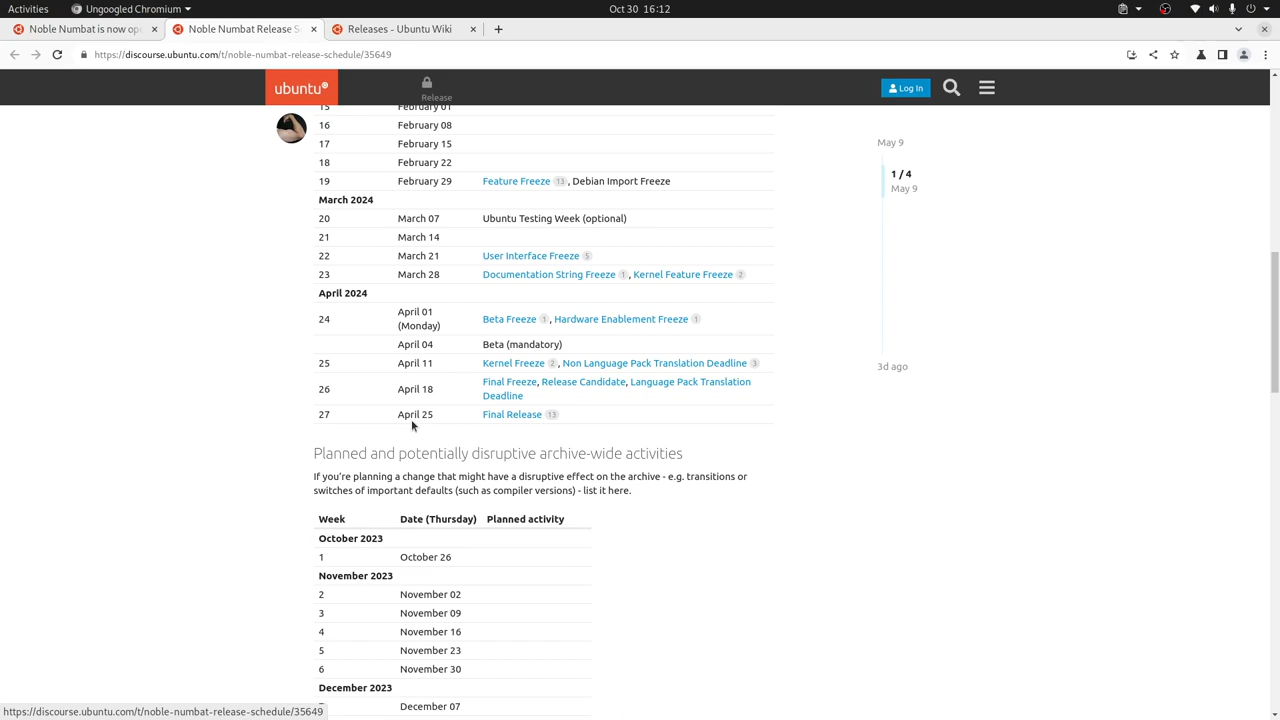 Activities Ungoogled Chromium Oct 30 16:12
Noble Numbat is now op Noble Numbat Release S Releases - Ubuntu Wiki
https://discourse.ubuntu.com/t/noble-numbat-release-schedule/35649
ubuntu® Release Log In
15 February 01
16 February 08
17 February 15
18 February 22
19 February 29 Feature Freeze 13 , Debian Import Freeze
March 2024
20 March 07 Ubuntu Testing Week (optional)
21 March 14
22 March 21 User Interface Freeze 5
23 March 28 Documentation String Freeze 1 , Kernel Feature Freeze 2
April 2024
24 April 01 Beta Freeze 1 , Hardware Enablement Freeze 1
(Monday)
April 04 Beta (mandatory)
25 April 11 Kernel Freeze 2 , Non Language Pack Translation Deadline 3
26 April 18 Final Freeze, Release Candidate, Language Pack Translation
Deadline
27 April 25 Final Release 13
Planned and potentially disruptive archive-wide activities
If you’re planning a change that might have a disruptive effect on the archive - e.g. transitions or
switches of important defaults (such as compiler versions) - list it here.
Week Date (Thursday) Planned activity
October 2023
1 October 26
November 2023
2 November 02
3 November 09
4 November 16
5 November 23
6 November 30
December 2023
December 07
May 9
1 / 4
May 9
3d ago
https://discourse.ubuntu.com/t/noble-numbat-release-schedule/35649